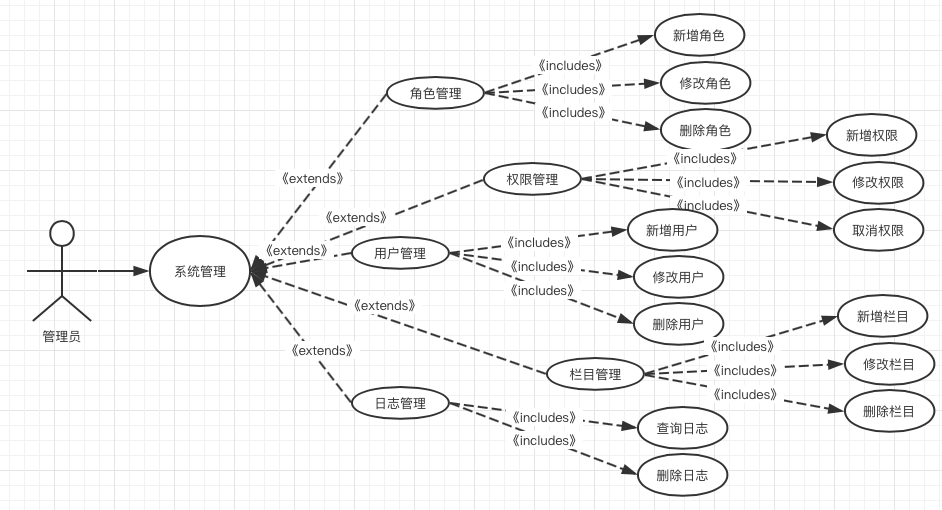 新增角色
《includes》
修改角色
角色管理
《includes》
《includes》
删除角色
新增权限
《includes》
《extends》
权限管理
《includes》
修改权限
《includes》
《extends》
新增用户
取消权限
《includes》
《extends》
用户管理
《includes》
修改用户
系统管理
《includes》
《extends》
新增栏目
删除用户
管理员
《includes》
《extends》
修改栏目
栏目管理
《includes》
《includes》
日志管理
删除栏目
《includes》
查询日志
《includes》
删除日志